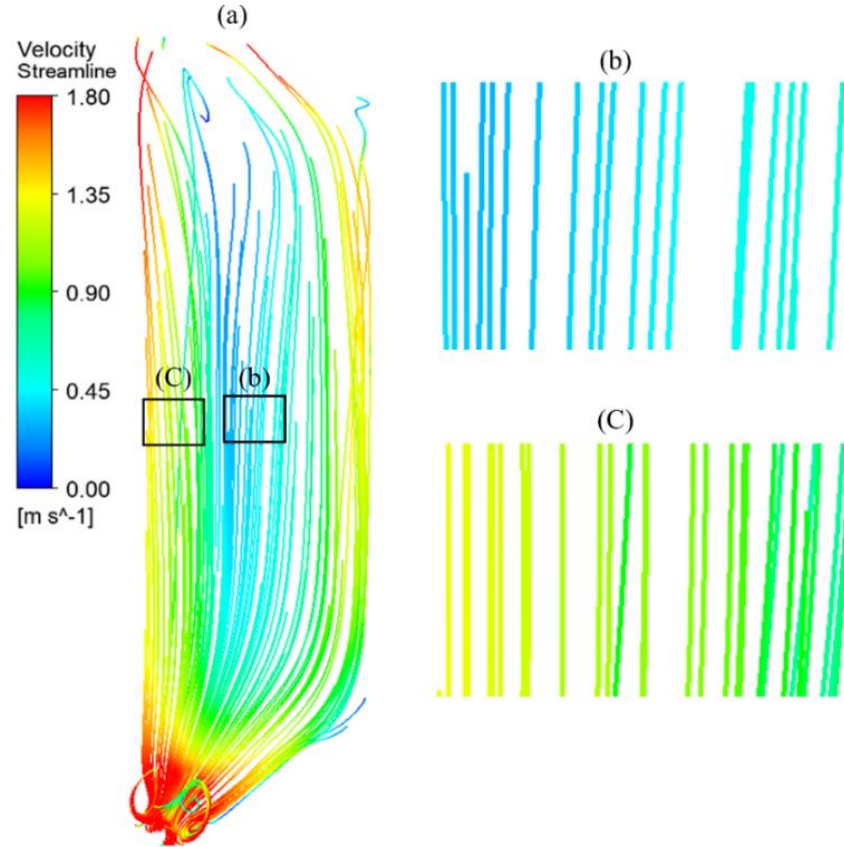 (a)
Velocity
Streamline
1.80
1.35
0.90
0.45
0.00
[m s^-1]
(C)
(b)
(b)
(C)